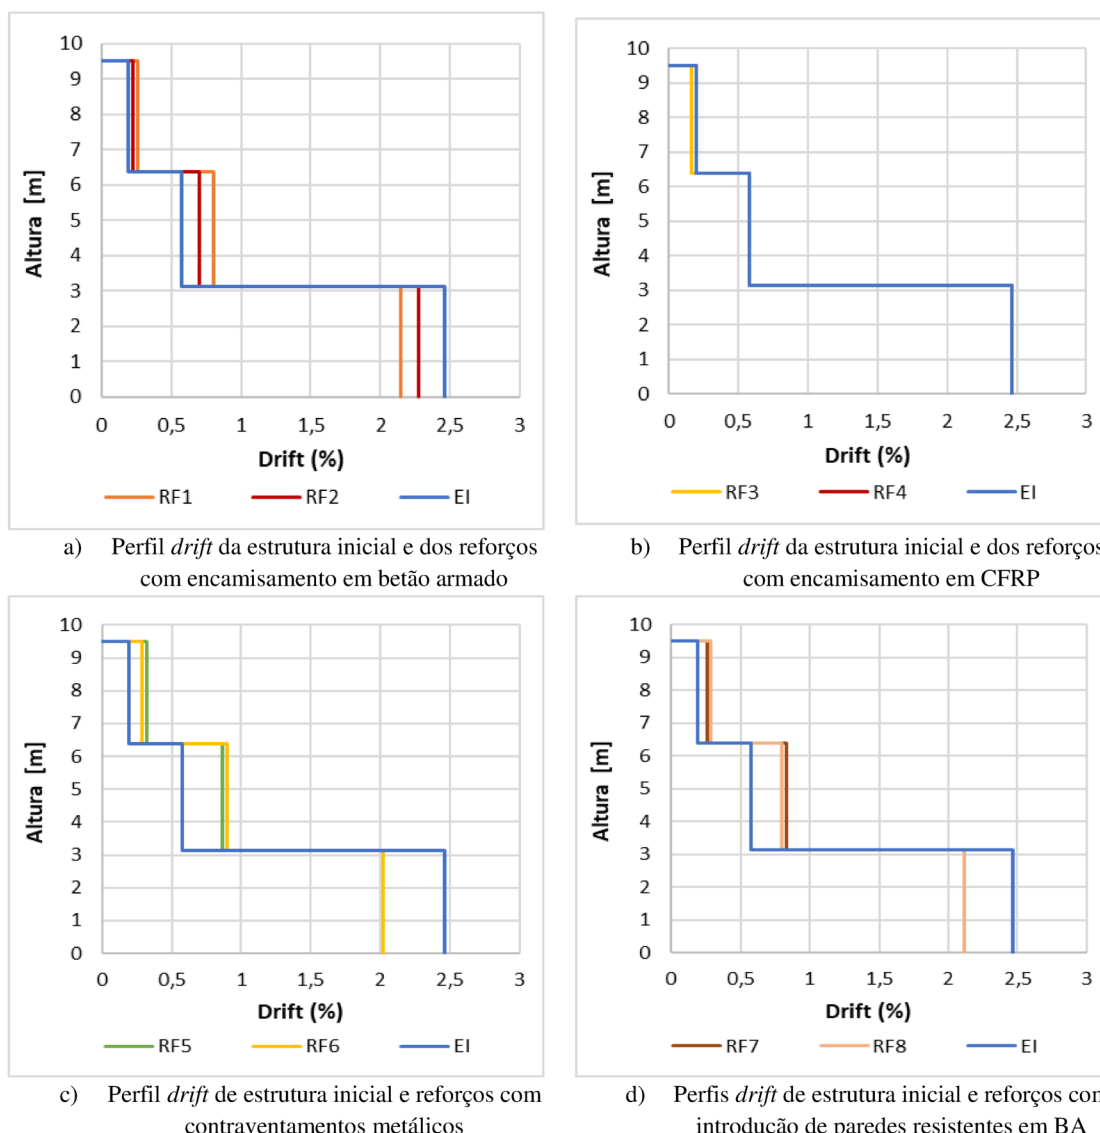 10
9
8
7
6
5
4
3
2
1
0
Altura [m]
0 0,5 1 1,5 2 2,5 3
Drift (%)
RF1 RF2 EI
a) Perfil drift da estrutura inicial e dos reforços
com encamisamento em betão armado
10
9
8
7
6
5
4
3
2
1
0
Altura [m]
0 0,5 1 1,5 2 2,5 3
Drift (%)
RF3 RF4 EI
b) Perfil drift da estrutura inicial e dos reforços
com encamisamento em CFRP
10
9
8
7
6
5
4
3
2
1
0
Altura [m]
0 0,5 1 1,5 2 2,5 3
Drift (%)
RF5 RF6 EI
c) Perfil drift de estrutura inicial e reforços com
contraventamentos metálicos
10
9
8
7
6
5
4
3
2
1
0
Altura [m]
0 0,5 1 1,5 2 2,5 3
Drift (%)
RF7 RF8 EI
d) Perfis drift de estrutura inicial e reforços con
introdução de paredes resistentes em BA